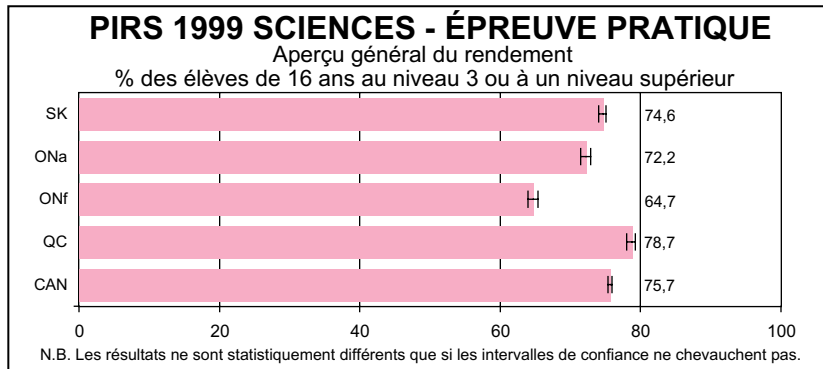 PIRS 1999 SCIENCES - ÉPREUVE PRATIQUE
Aperçu général du rendement
% des élèves de 16 ans au niveau 3 ou à un niveau supérieur
SK 74,6
ONa 72,2
ONf 64,7
QC 78,7
CAN 75,7
0 20 40 60 80 100
N.B. Les résultats ne sont statistiquement différents que si les intervalles de confiance ne chevauchent pas.